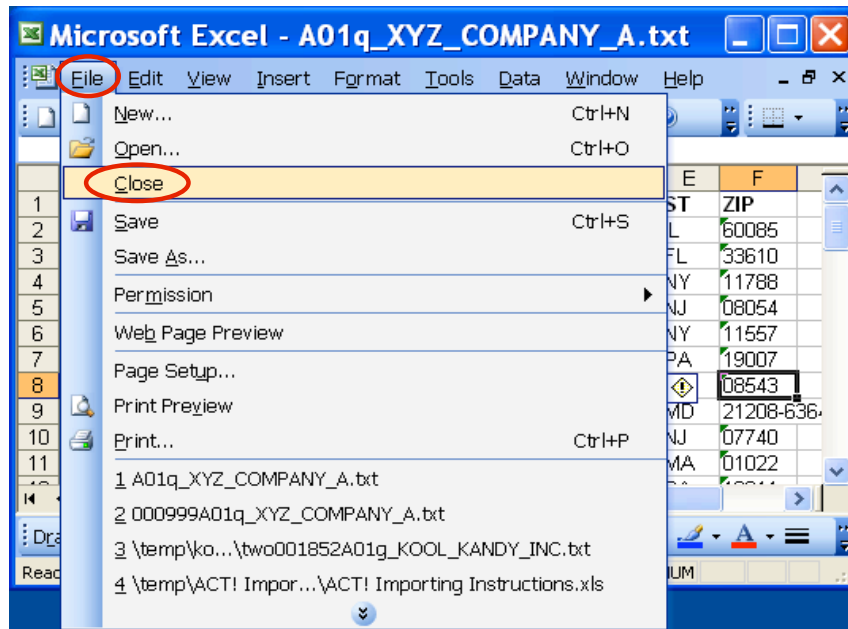 Microsoft Excel - A01q_XYZ_COMPANY_A.txt
File Edit View Insert Format Tools Data Window Help
New... Ctrl+N
Open... Ctrl+O
Close
E F
1 ST ZIP
Save Ctrl+S
2 60085
3 Save As... FL 33610
4 NY 11788
Permission
5 NJ 08054
6 Web Page Preview NY 11557
7 PA 19007
Page Setup...
8 08543
9 Print Preview MD 21208-636
10 Print... Ctrl+P NJ 07740
11 MA 01022
1 A01q_XYZ_COMPANY_A.txt
2 000999A01q_XYZ_COMPANY_A.txt
3 \temp\ko...\two001852A01g_KOOL_KANDY_INC.txt
4 \temp\ACT! Impor...\ACT! Importing Instructions.xls
Dra
Read
UM